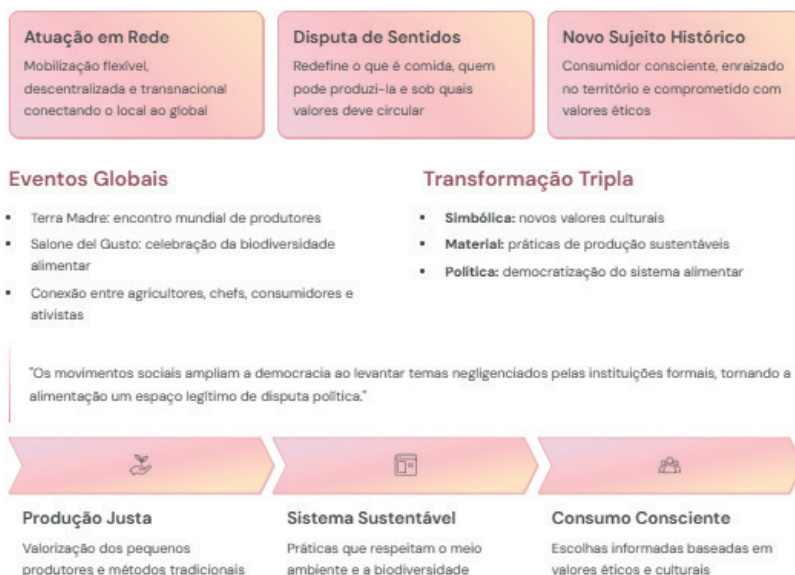 Atuação em Rede
Mobilização flexível,
descentralizada e transnacional
conectando o local ao global
Disputa de Sentidos
Redefine o que é comida, quem
pode produzi-la e sob quais
valores deve circular
Novo Sujeito Histórico
Consumidor consciente, enraizado
no território e comprometido com
valores éticos
Eventos Globais
▪ Terra Madre: encontro mundial de produtores
▪ Salone del Gusto: celebração da biodiversidade
alimentar
▪ Conexão entre agricultores, chefs, consumidores e
ativistas
Transformação Tripla
▪ Simbólica: novos valores culturais
▪ Material: práticas de produção sustentáveis
▪ Política: democratização do sistema alimentar
"Os movimentos sociais ampliam a democracia ao levantar temas negligenciados pelas instituições formais, tornando a
alimentação um espaço legítimo de disputa política."
Produção Justa
Valorização dos pequenos
produtores e métodos tradicionais
Sistema Sustentável
Práticas que respeitam o meio
ambiente e a biodiversidade
Consumo Consciente
Escolhas informadas baseadas em
valores éticos e culturais